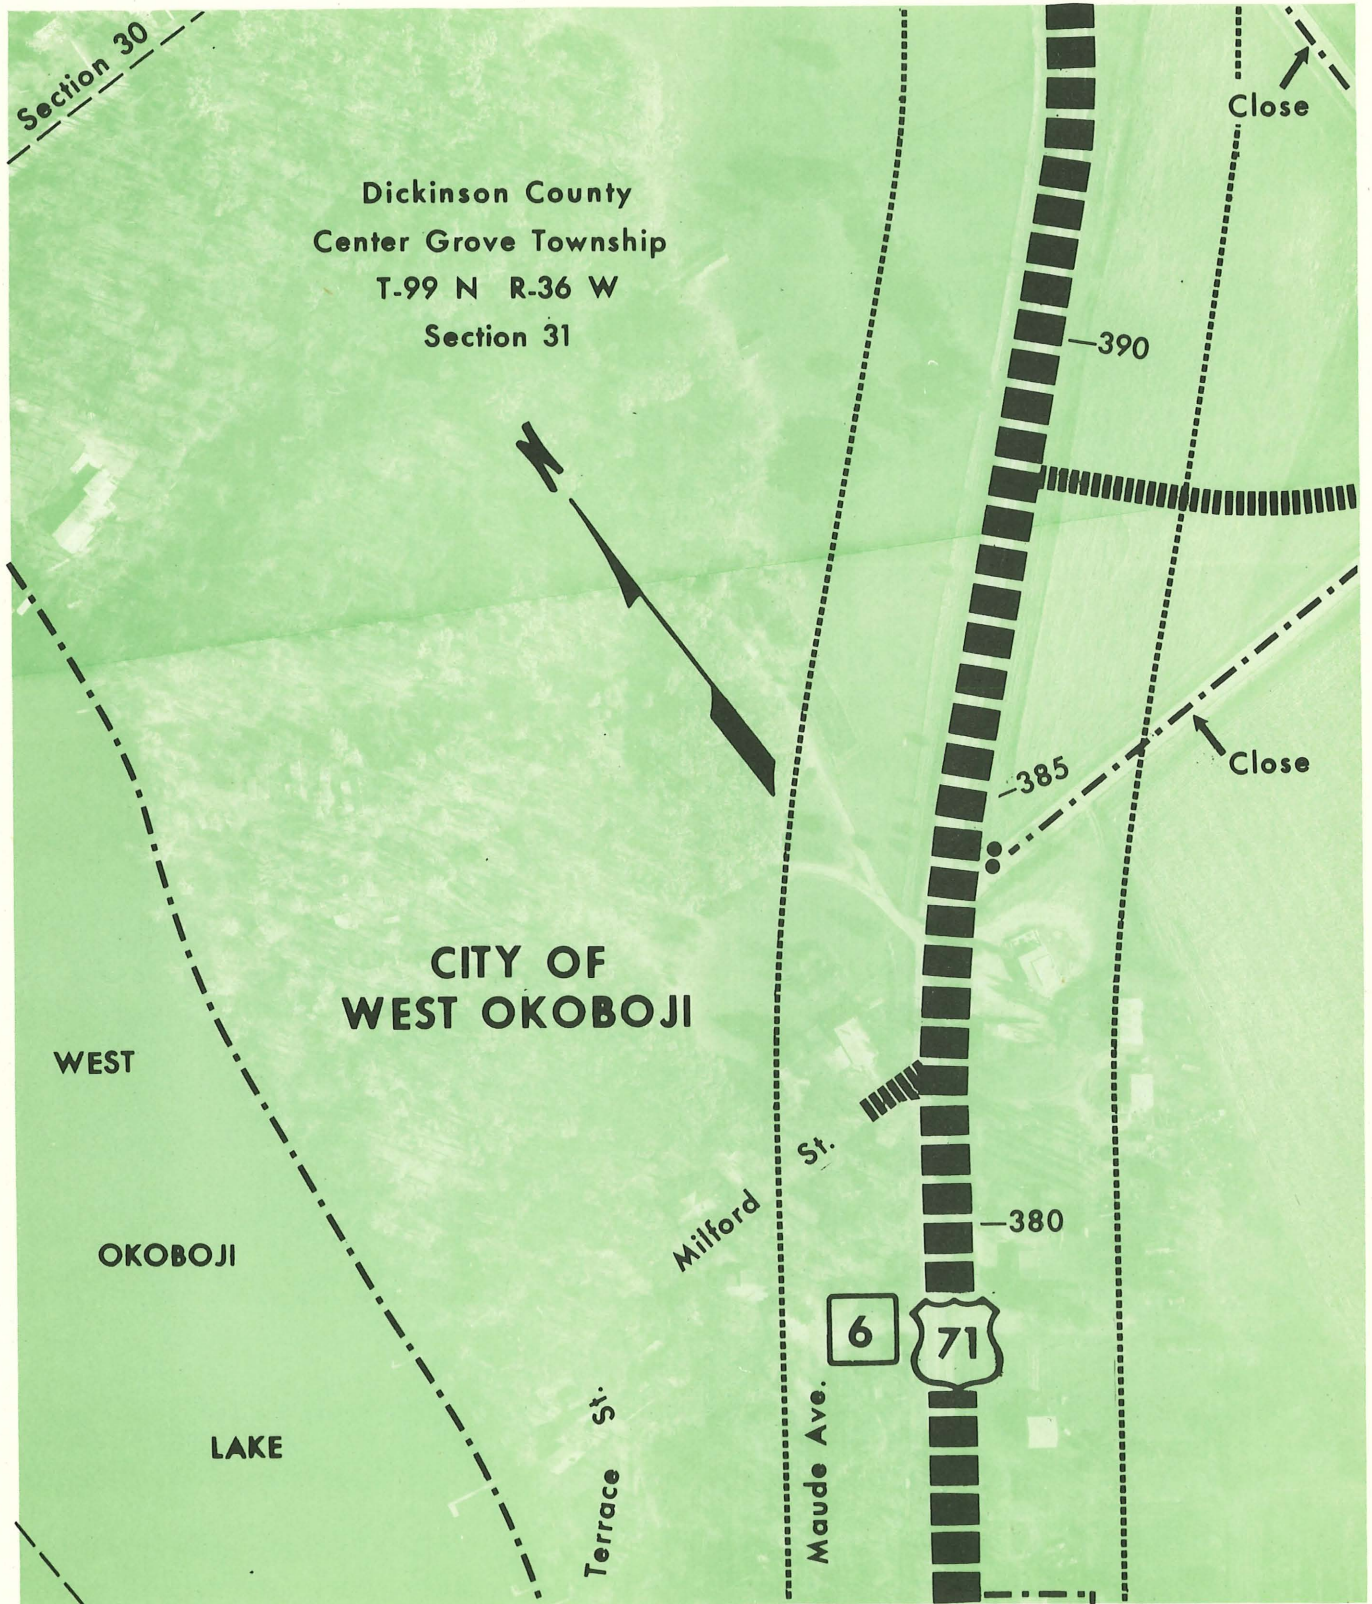 Section 30
Close
Dickinson County
Center Grove Township
T-99 N R-36 W
Section 31
390
N
385
Close
CITY OF
WEST OKOBOJI
WEST
St.
Milford
380
OKOBOJI
6
71
Maude Ave.
Terrace St.
LAKE